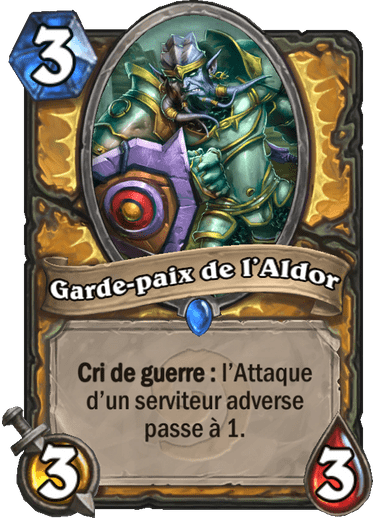 3
Garde-paix de l'Aldor
Cri de guerre : l'Attaque
d'un serviteur adverse
passe à 1.
3
3